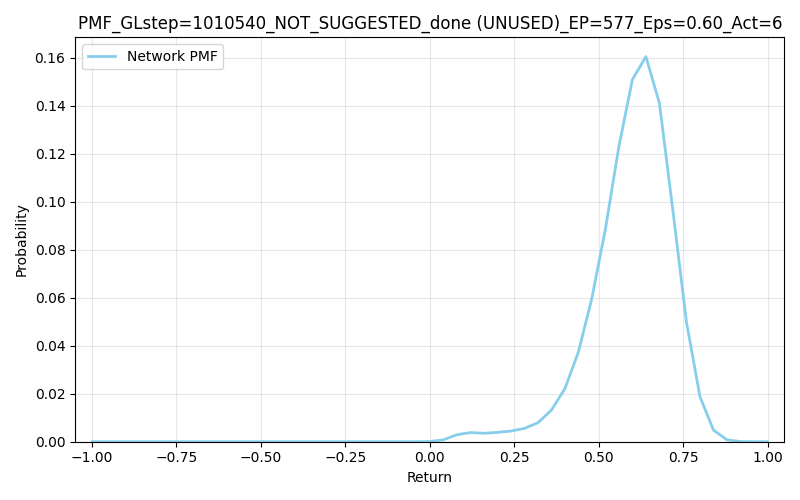 PMF_GLstep=1010540_NOT_SUGGESTED_done (UNUSED)_EP=577_Eps=0.60_Act=6
Network PMF
0.16
0.14
0.12
0.10
0.08
0.06
0.04
0.02
0.00
Probability
−1.00 −0.75 −0.50 −0.25 0.00 0.25 0.50 0.75 1.00
Return